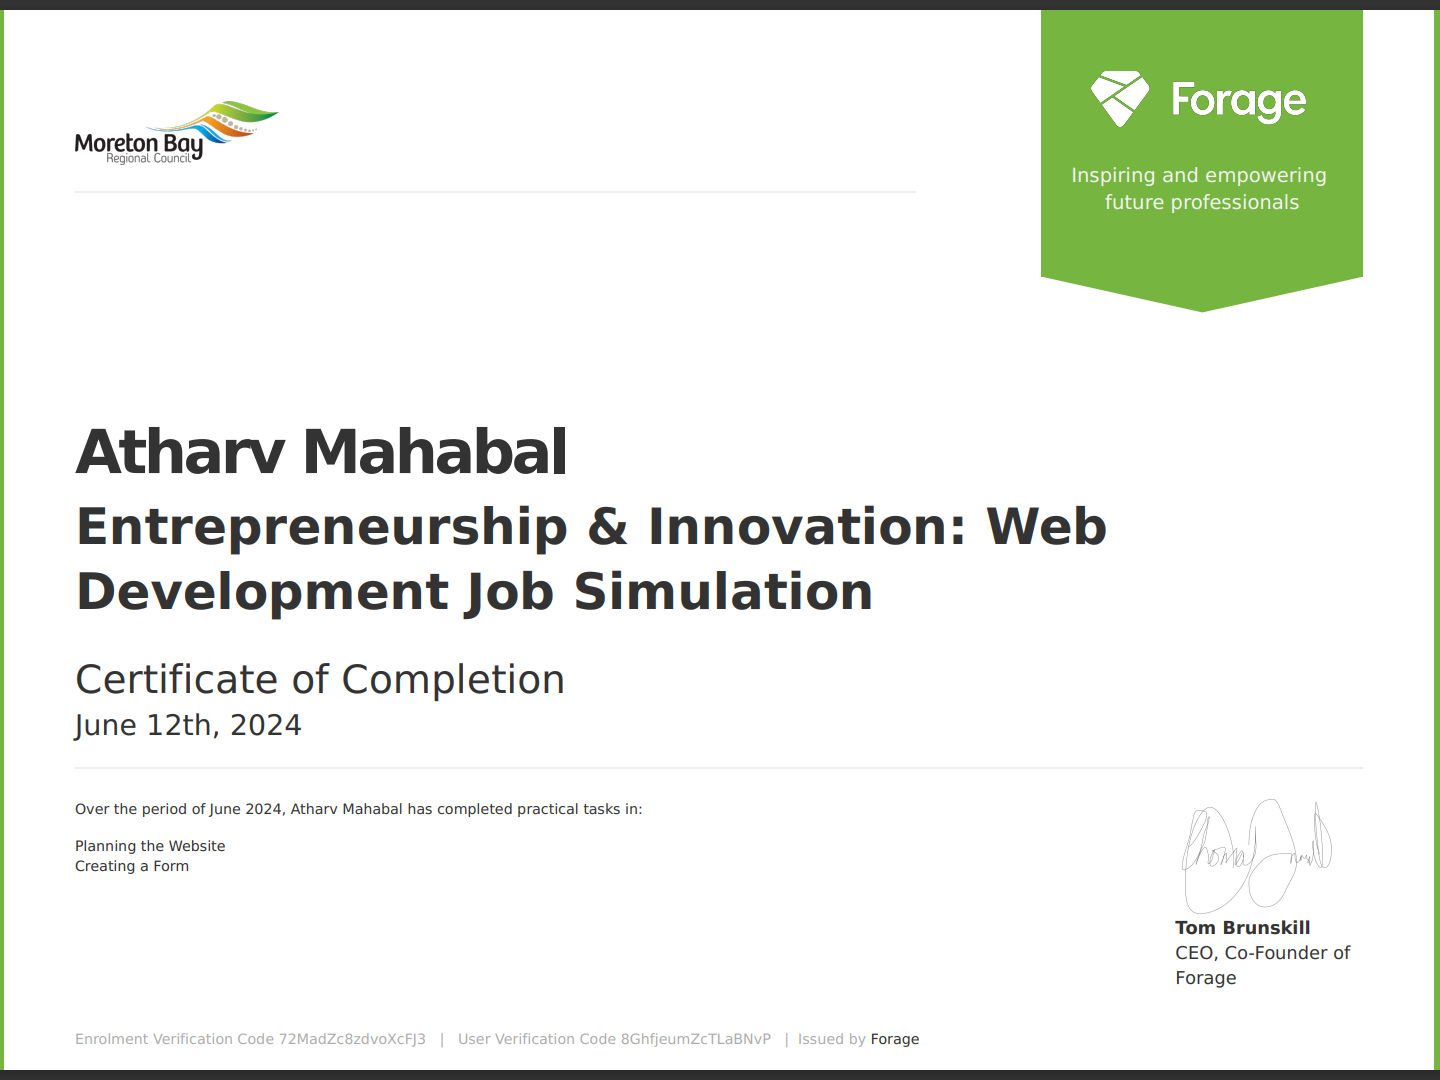 Moreton Bay
Regional Council
Forage
Inspiring and empowering
future professionals
Atharv Mahabal
Entrepreneurship & Innovation: Web
Development Job Simulation
Certificate of Completion
June 12th, 2024
Over the period of June 2024, Atharv Mahabal has completed practical tasks in:
Planning the Website
Creating a Form
Tom Brunskill
CEO, Co-Founder of
Forage
Enrolment Verification Code 72MadZc8zdvoXcFJ3 | User Verification Code 8GhfjeumZcTLaBNvP | Issued by Forage